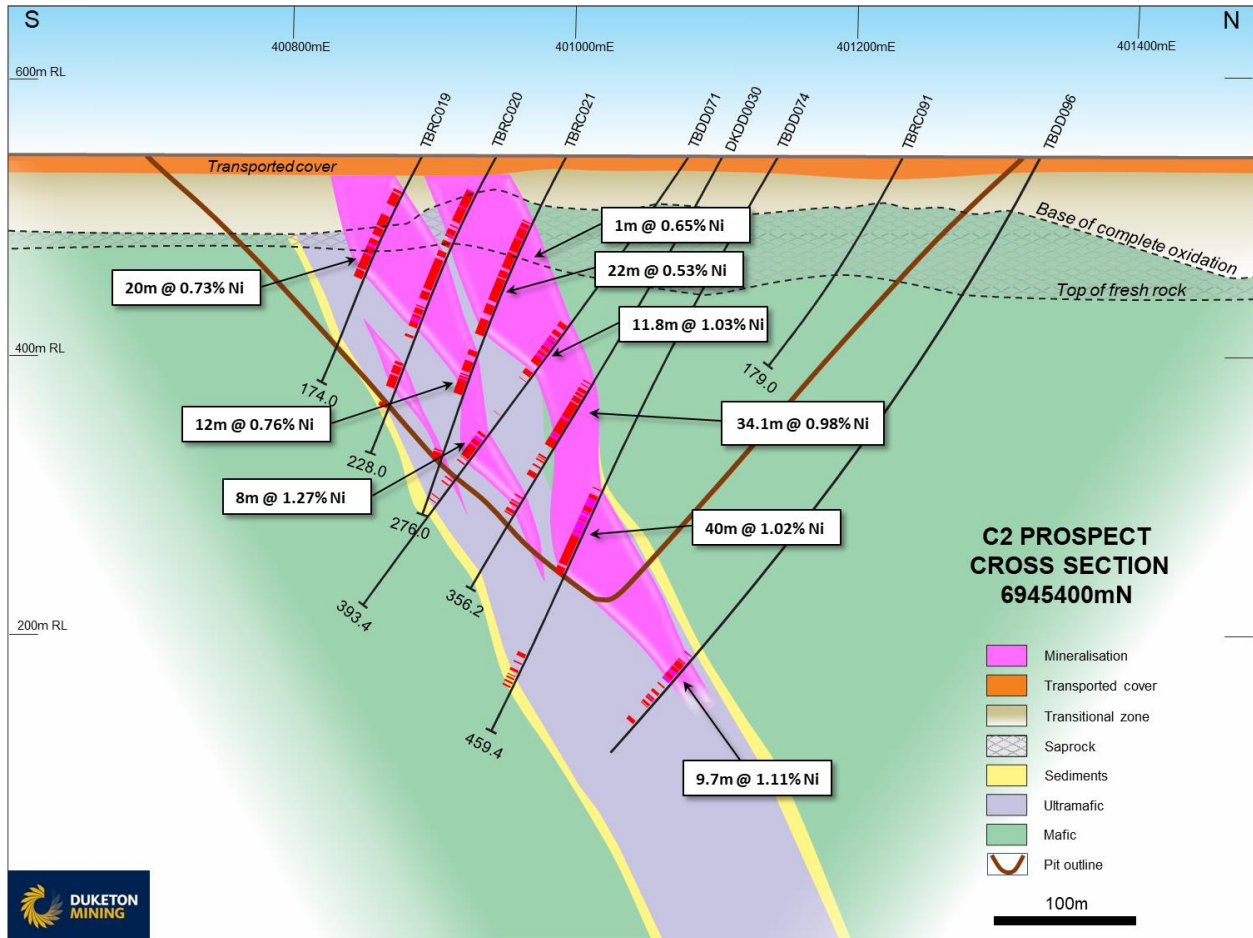 S
N
400800mE
401000mE
401200mE
401400mE
600m RL
TBRC019
TBRC020
TBRC021
TBDD071
DKDD0030
TBDD074
TBRC091
TBDD096
Transported cover
1m @ 0.65% Ni
Base of complete oxidation
20m @ 0.73% Ni
22m @ 0.53% Ni
Top of fresh rock
11.8m @ 1.03% Ni
400m RL
174.0
179.0
12m @ 0.76% Ni
34.1m @ 0.98% Ni
228.0
8m @ 1.27% Ni
276.0
40m @ 1.02% Ni
393.4
356.2
C2 PROSPECT
CROSS SECTION
6945400mN
200m RL
459.4
9.7m @ 1.11% Ni
Mineralisation
Transported cover
Transitional zone
Saprock
Sediments
Ultramafic
Mafic
Pit outline
100m
DUKETON
MINING